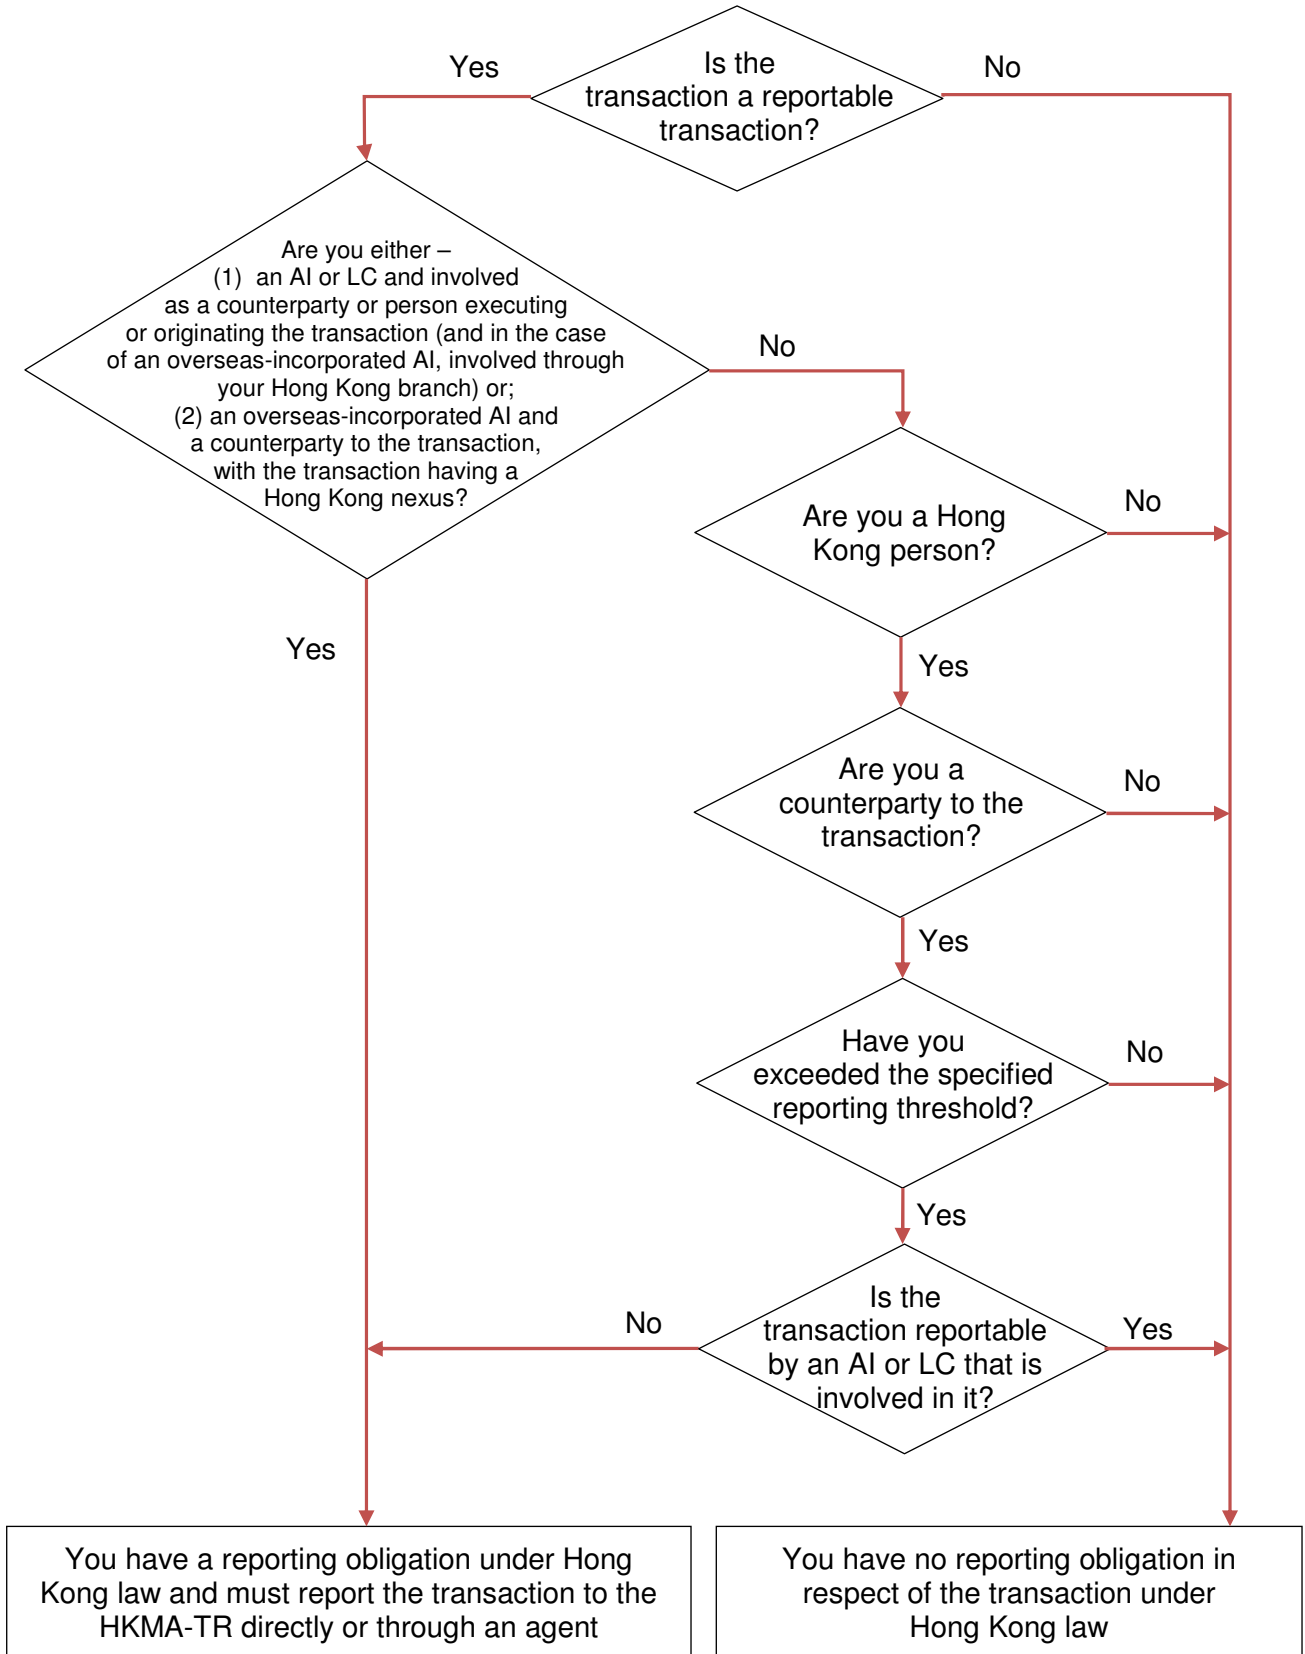 Is the
transaction a reportable
transaction?
Yes
No
Are you either –
(1) an AI or LC and involved
as a counterparty or person executing
or originating the transaction (and in the case
of an overseas-incorporated AI, involved through
your Hong Kong branch) or;
(2) an overseas-incorporated AI and
a counterparty to the transaction,
with the transaction having a
Hong Kong nexus?
No
Yes
Are you a Hong
Kong person?
No
Yes
Are you a
counterparty to the
transaction?
No
Yes
Have you
exceeded the specified
reporting threshold?
No
Yes
Is the
transaction reportable
by an AI or LC that is
involved in it?
No
Yes
You have a reporting obligation under Hong
Kong law and must report the transaction to the
HKMA-TR directly or through an agent
You have no reporting obligation in
respect of the transaction under
Hong Kong law